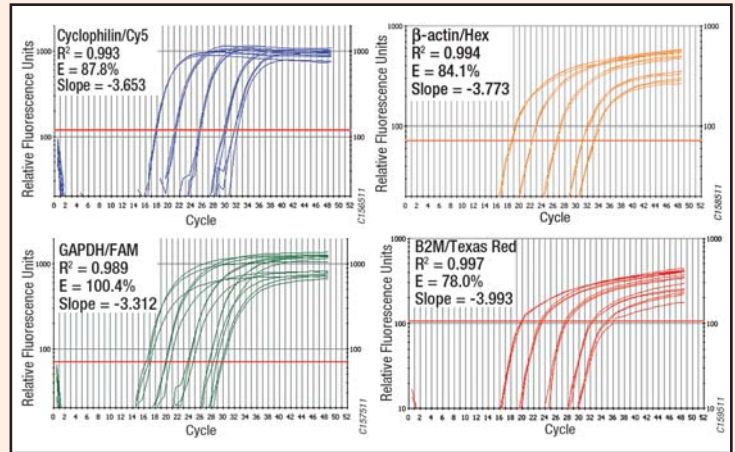 Cyclophilin/Cy5
R² = 0.993
E = 87.8%
Slope = -3.653
1000
100
1000
100
Relative Fluorescence Units
0 2 4 6 8 10 12 14 16 18 20 22 24 26 28 30 32 34 36 38 40 42 44 46 48 50 52
Cycle
C156511
β-actin/Hex
R² = 0.994
E = 84.1%
Slope = -3.773
1000
100
1000
100
Relative Fluorescence Units
0 2 4 6 8 10 12 14 16 18 20 22 24 26 28 30 32 34 36 38 40 42 44 46 48 50 52
Cycle
C158511
GAPDH/FAM
R² = 0.989
E = 100.4%
Slope = -3.312
1000
100
1000
100
Relative Fluorescence Units
0 2 4 6 8 10 12 14 16 18 20 22 24 26 28 30 32 34 36 38 40 42 44 46 48 50 52
Cycle
C157511
B2M/Texas Red
R² = 0.997
E = 78.0%
Slope = -3.993
1000
100
10
1000
100
10
Relative Fluorescence Units
0 2 4 6 8 10 12 14 16 18 20 22 24 26 28 30 32 34 36 38 40 42 44 46 48 50 52
Cycle
C159511